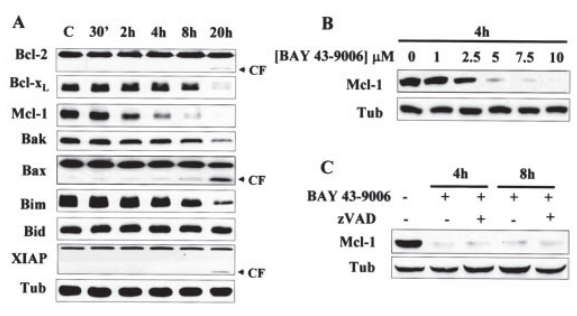 A
C 30’ 2h 4h 8h 20h
Bcl-2
CF
Bcl-xL
Mcl-1
Bak
Bax
CF
Bim
Bid
XIAP
CF
Tub
B
4h
[BAY 43-9006] µM 0 1 2.5 5 7.5 10
Mcl-1
Tub
C
4h 8h
BAY 43-9006 - + + + +
zVAD - - + - +
Mcl-1
Tub